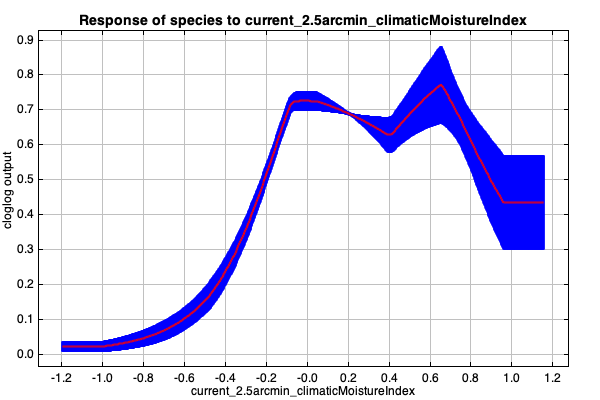 Response of species to current_2.5arcmin_climaticMoistureIndex
cloglog output
0.9
0.8
0.7
0.6
0.5
0.4
0.3
0.2
0.1
0.0
-1.2 -1.0 -0.8 -0.6 -0.4 -0.2 -0.0 0.2 0.4 0.6 0.8 1.0 1.2
current_2.5arcmin_climaticMoistureIndex